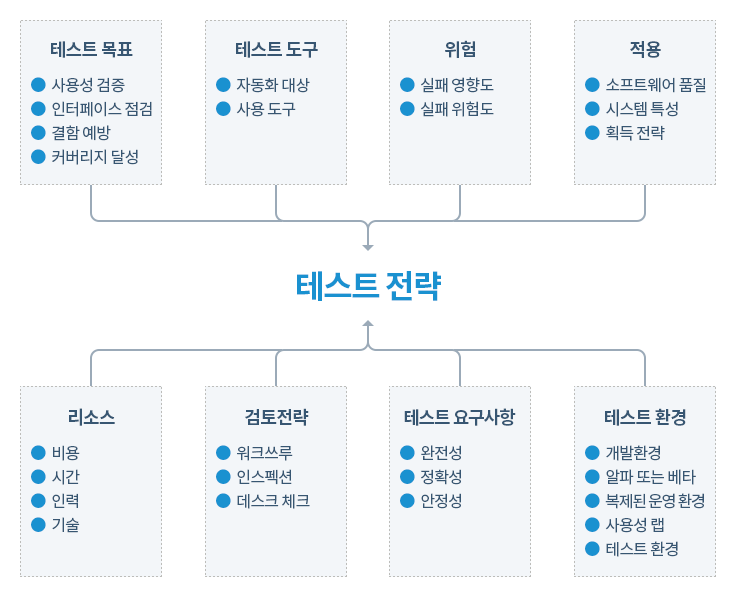 테스트 목표
사용성 검증
인터페이스 점검
결함 예방
커버리지 달성
테스트 도구
자동화 대상
사용 도구
위험
실패 영향도
실패 위험도
적용
소프트웨어 품질
시스템 특성
획득 전략
테스트 전략
리소스
비용
시간
인력
기술
검토전략
워크쓰루
인스펙션
데스크 체크
테스트 요구사항
완전성
정확성
안정성
테스트 환경
개발환경
알파 또는 베타
복제된 운영 환경
사용성 랩
테스트 환경